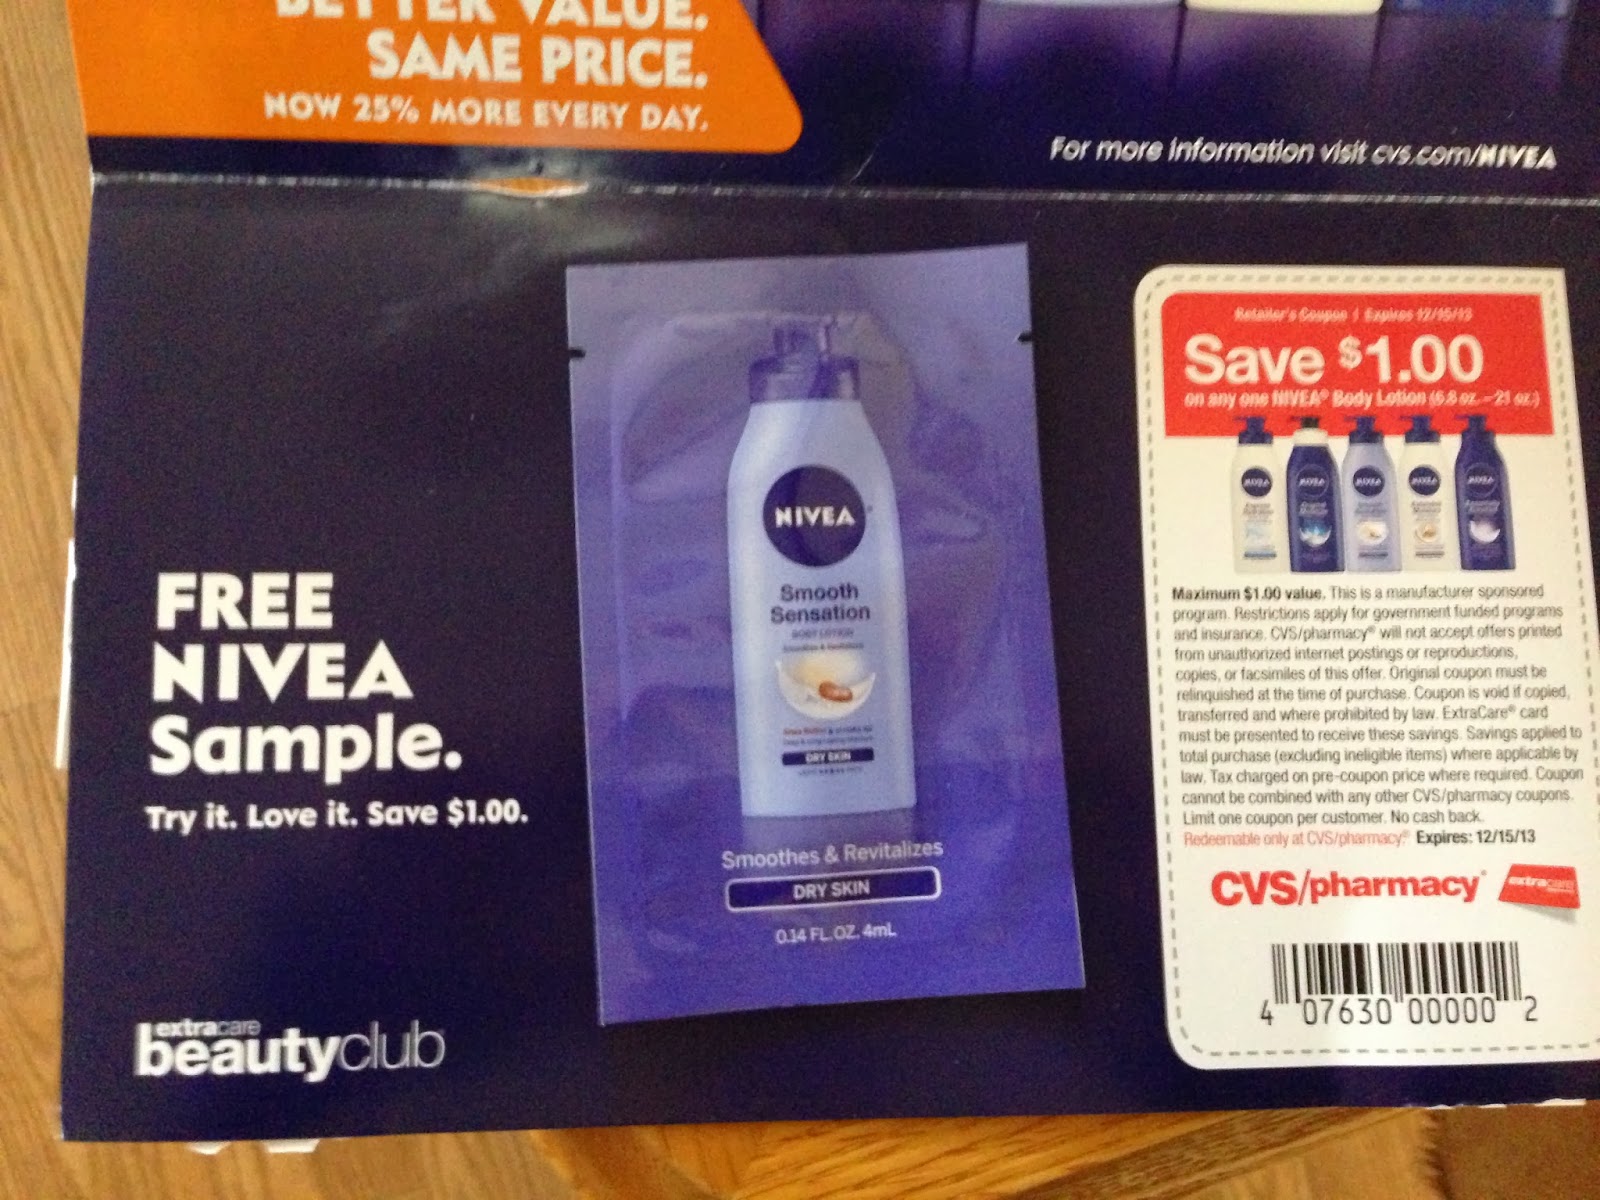 BETTER VALUE.
SAME PRICE.
NOW 25% MORE EVERY DAY.
For more information visit cvs.com/NIVEA
FREE
NIVEA
Sample.
Try it. Love it. Save $1.00.
extracare
beautyclub
NIVEA
Smooth
Sensation
BODY LOTION
Smoothes & Revitalizes
DRY SKIN
Smoothes & Revitalizes
DRY SKIN
0.14 FL. OZ. 4mL
Retailer's Coupon | Expires 12/15/13
Save $1.00
on any one NIVEA® Body Lotion (6.8 oz. – 21 oz.)
NIVEA NIVEA NIVEA NIVEA NIVEA
Maximum $1.00 value. This is a manufacturer sponsored
program. Restrictions apply for government funded programs
and insurance. CVS/pharmacy® will not accept offers printed
from unauthorized internet postings or reproductions,
copies, or facsimiles of this offer. Original coupon must be
relinquished at the time of purchase. Coupon is void if copied,
transferred and where prohibited by law. ExtraCare® card
must be presented to receive these savings. Savings applied to
total purchase (excluding ineligible items) where applicable by
law. Tax charged on pre-coupon price where required. Coupon
cannot be combined with any other CVS/pharmacy coupons.
Limit one coupon per customer. No cash back.
Redeemable only at CVS/pharmacy® Expires: 12/15/13
CVS/pharmacy® extracare
4 07630 00000 2